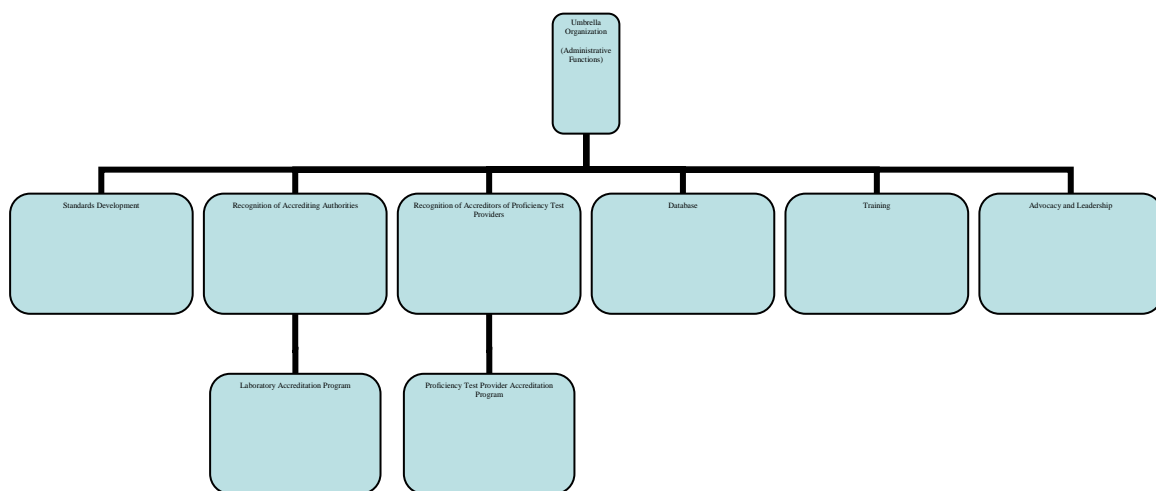 Umbrella
Organization
(Administrative
Functions)
Standards Development
Recognition of Accrediting Authorities
Recognition of Accreditors of Proficiency Test
Providers
Database
Training
Advocacy and Leadership
Laboratory Accreditation Program
Proficiency Test Provider Accreditation
Program